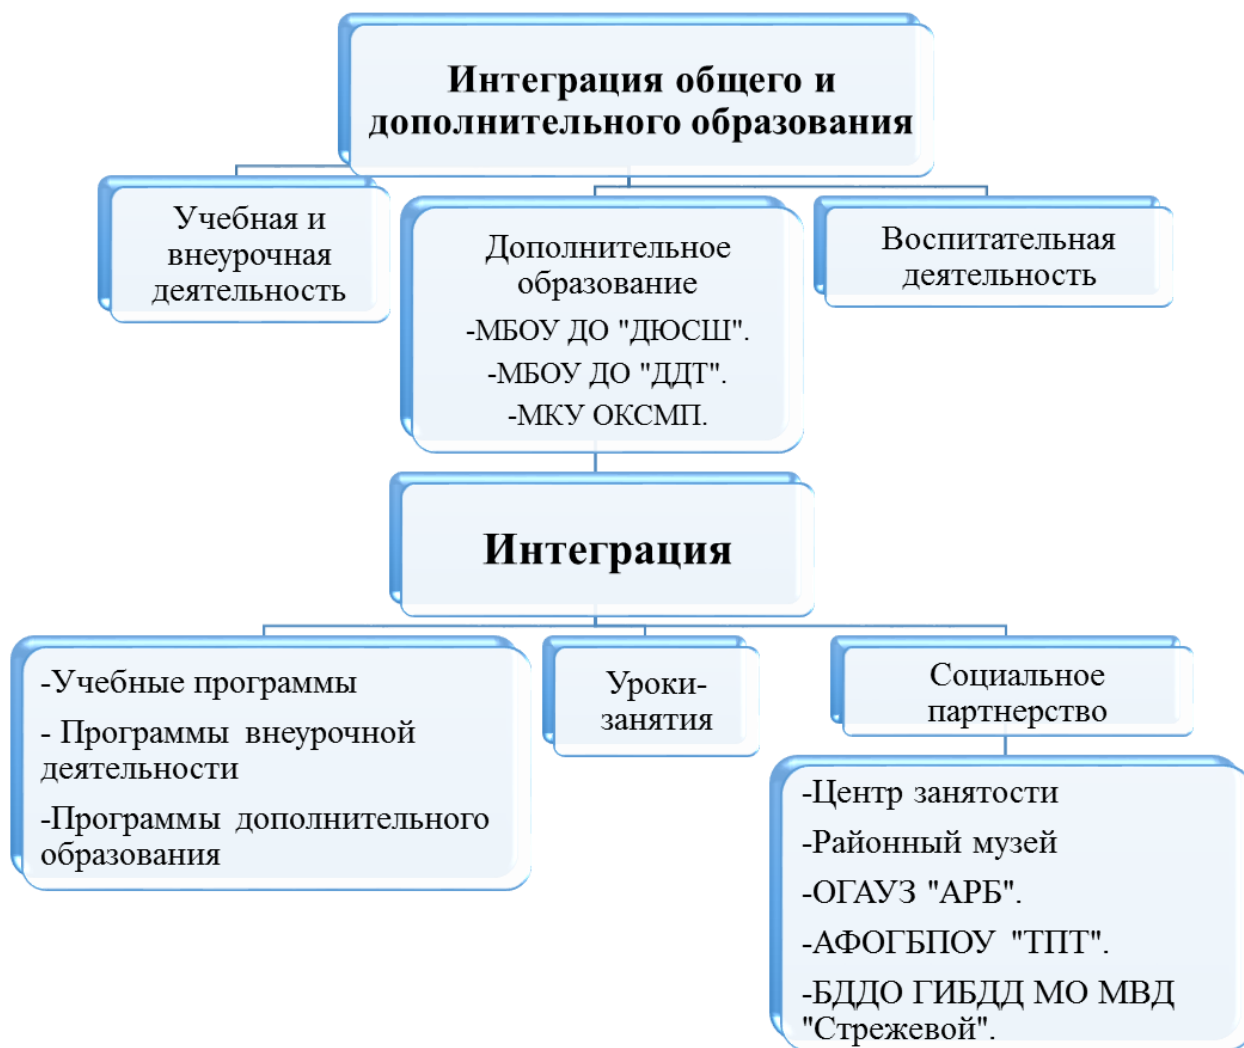 Интеграция общего и
дополнительного образования
Учебная и
внеурочная
деятельность
Дополнительное
образование
-МБОУ ДО "ДЮСШ".
-МБОУ ДО "ДДТ".
-МКУ ОКСМП.
Воспитательная
деятельность
Интеграция
-Учебные программы
- Программы внеурочной
деятельности
-Программы дополнительного
образования
Уроки-
занятия
Социальное
партнерство
-Центр занятости
-Районный музей
-ОГАУЗ "АРБ".
-АФОГБПОУ "ТПТ".
-БДДО ГИБДД МО МВД
"Стрежевой".